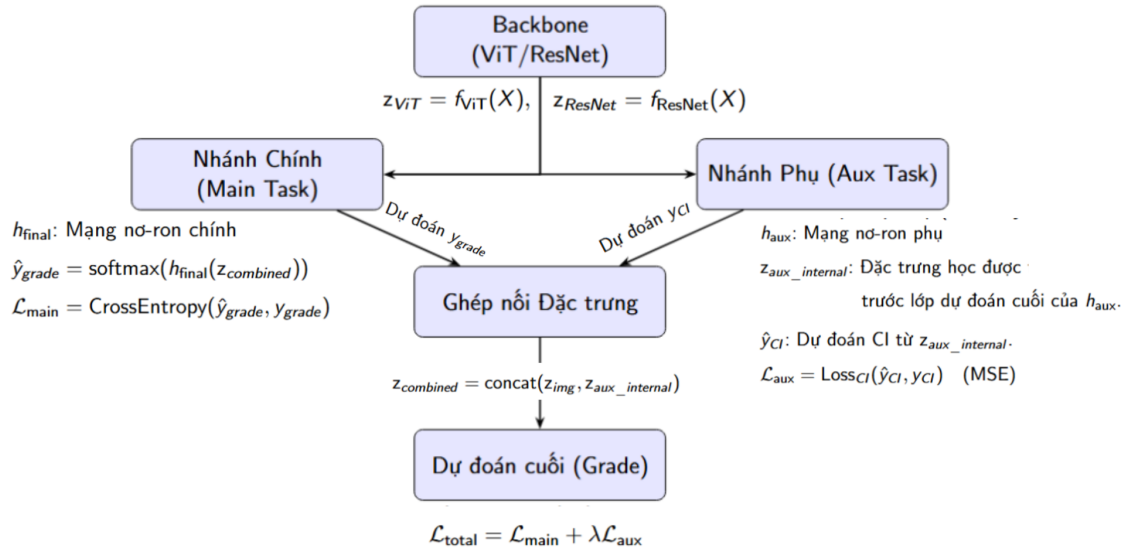 Backbone
(ViT/ResNet)
z_ViT = f_ViT(X), z_ResNet = f_ResNet(X)
Nhánh Chính
(Main Task)
Nhánh Phụ (Aux Task)
Dự đoán y_grade
Dự đoán y_CI
h_final: Mạng nơ-ron chính
ŷ_grade = softmax(h_final(z_combined))
ℒ_main = CrossEntropy(ŷ_grade, y_grade)
h_aux: Mạng nơ-ron phụ
z_aux_internal: Đặc trưng học được
trước lớp dự đoán cuối của h_aux.
ŷ_CI: Dự đoán CI từ z_aux_internal.
ℒ_aux = Loss_CI(ŷ_CI, y_CI) (MSE)
Ghép nối Đặc trưng
z_combined = concat(z_img, z_aux_internal)
Dự đoán cuối (Grade)
ℒ_total = ℒ_main + λℒ_aux